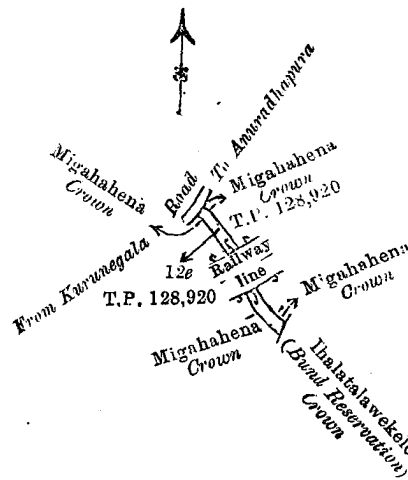 To Anuradhapura
Road
From Kurunegala
Migahahena
Crown
Migahahena
Crown
T.P. 128,920
12e
T.P. 128,920
Railway
line
Migahahena
Crown
Migahahena
Crown
Ihalatalawekele
(Bund Reservation)
Crown